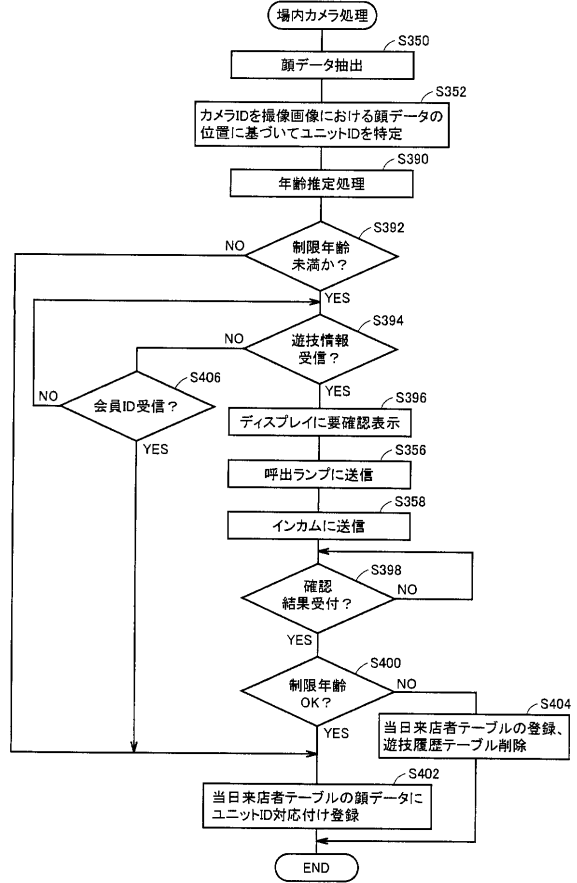 場内カメラ処理
S350
顔データ抽出
S352
カメラIDを撮像画像における顔データの
位置に基づいてユニットIDを特定
S390
年齢推定処理
S392
制限年齢
未満か？
NO
YES
S394
遊技情報
受信？
NO
YES
S406
会員ID受信？
NO
YES
S396
ディスプレイに要確認表示
S356
呼出ランプに送信
S358
インカムに送信
S398
確認
結果受付？
NO
YES
S400
制限年齢
OK？
NO
YES
S404
当日来店者テーブルの登録、
遊技履歴テーブル削除
S402
当日来店者テーブルの顔データに
ユニットID対応付け登録
END